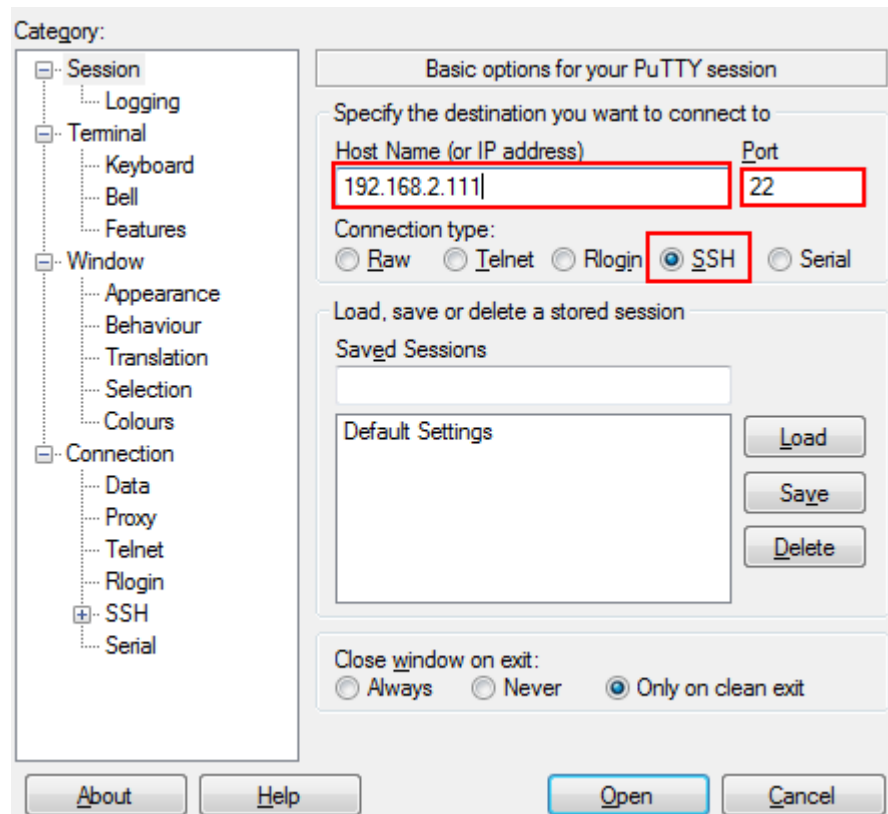 Category:
Session
Logging
Terminal
Keyboard
Bell
Features
Window
Appearance
Behaviour
Translation
Selection
Colours
Connection
Data
Proxy
Telnet
Rlogin
SSH
Serial
Basic options for your PuTTY session
Specify the destination you want to connect to
Host Name (or IP address) Port
192.168.2.111 22
Connection type:
Raw Telnet Rlogin SSH Serial
Load, save or delete a stored session
Saved Sessions
Default Settings
Load
Save
Delete
Close window on exit:
Always Never Only on clean exit
About Help Open Cancel